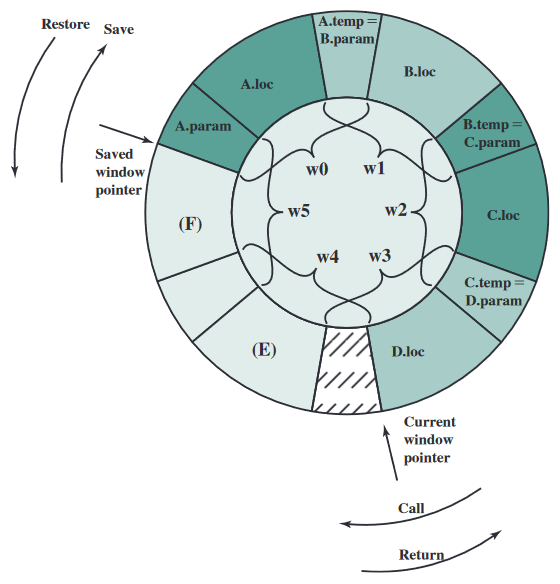 Restore
Save
A.temp =
B.param
B.loc
A.loc
A.param
B.temp =
C.param
Saved
window
pointer
w0
w1
w5
w2
C.loc
(F)
w4
w3
C.temp =
D.param
(E)
D.loc
Current
window
pointer
Call
Return